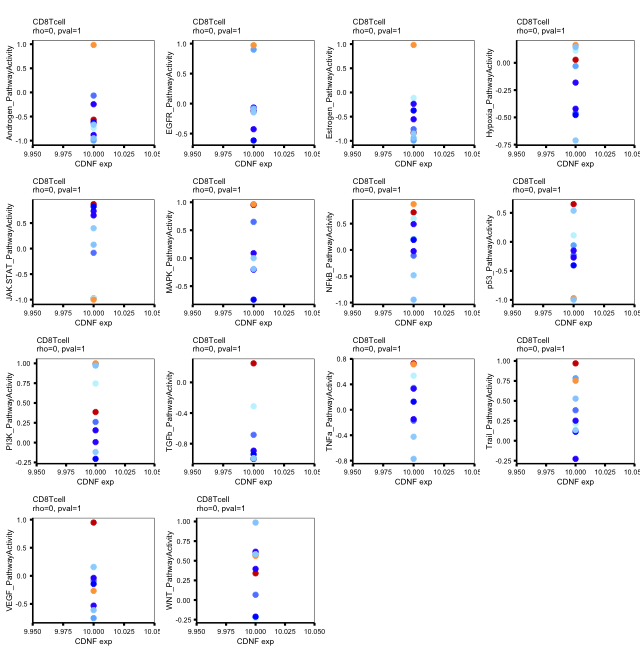 CD8Tcell
rho=0, pval=1
Androgen_PathwayActivity
1.0
0.5
0.0
-0.5
-1.0
9.950 9.975 10.000 10.025 10.05
CDNF exp
CD8Tcell
rho=0, pval=1
EGFR_PathwayActivity
1.0
0.5
0.0
-0.5
9.950 9.975 10.000 10.025 10.05
CDNF exp
CD8Tcell
rho=0, pval=1
Estrogen_PathwayActivity
1.0
0.5
0.0
-0.5
-1.0
9.950 9.975 10.000 10.025 10.05
CDNF exp
CD8Tcell
rho=0, pval=1
Hypoxia_PathwayActivity
0.00
-0.25
-0.50
-0.75
9.950 9.975 10.000 10.025 10.05
CDNF exp
CD8Tcell
rho=0, pval=1
JAK.STAT_PathwayActivity
0.5
0.0
-0.5
-1.0
9.950 9.975 10.000 10.025 10.05
CDNF exp
CD8Tcell
rho=0, pval=1
MAPK_PathwayActivity
1.0
0.5
0.0
-0.5
9.950 9.975 10.000 10.025 10.05
CDNF exp
CD8Tcell
rho=0, pval=1
NFkB_PathwayActivity
0.5
0.0
-0.5
-1.0
9.950 9.975 10.000 10.025 10.05
CDNF exp
CD8Tcell
rho=0, pval=1
p53_PathwayActivity
0.5
0.0
-0.5
-1.0
9.950 9.975 10.000 10.025 10.05
CDNF exp
CD8Tcell
rho=0, pval=1
PI3K_PathwayActivity
1.00
0.75
0.50
0.25
0.00
-0.25
9.950 9.975 10.000 10.025 10.05
CDNF exp
CD8Tcell
rho=0, pval=1
TGFb_PathwayActivity
0.0
-0.4
-0.8
9.950 9.975 10.000 10.025 10.05
CDNF exp
CD8Tcell
rho=0, pval=1
TNFa_PathwayActivity
0.8
0.4
0.0
-0.4
-0.8
9.950 9.975 10.000 10.025 10.05
CDNF exp
CD8Tcell
rho=0, pval=1
Trail_PathwayActivity
1.00
0.75
0.50
0.25
0.00
-0.25
9.950 9.975 10.000 10.025 10.05
CDNF exp
CD8Tcell
rho=0, pval=1
VEGF_PathwayActivity
1.0
0.5
0.0
-0.5
9.950 9.975 10.000 10.025 10.05
CDNF exp
CD8Tcell
rho=0, pval=1
WNT_PathwayActivity
1.00
0.75
0.50
0.25
0.00
-0.25
9.950 9.975 10.000 10.025 10.050
CDNF exp